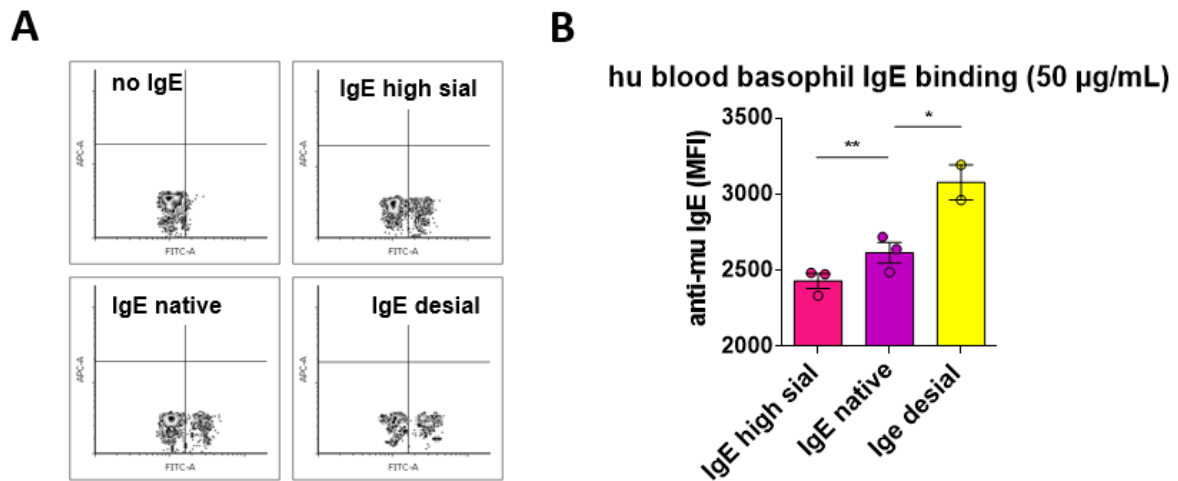 A
B
no IgE
APC-A
FITC-A
IgE high sial
APC-A
FITC-A
IgE native
APC-A
FITC-A
IgE desial
APC-A
FITC-A
hu blood basophil IgE binding (50 µg/mL)
anti-mu IgE (MFI)
3500
3000
2500
2000
**
*
IgE high sial
IgE native
Ige desial